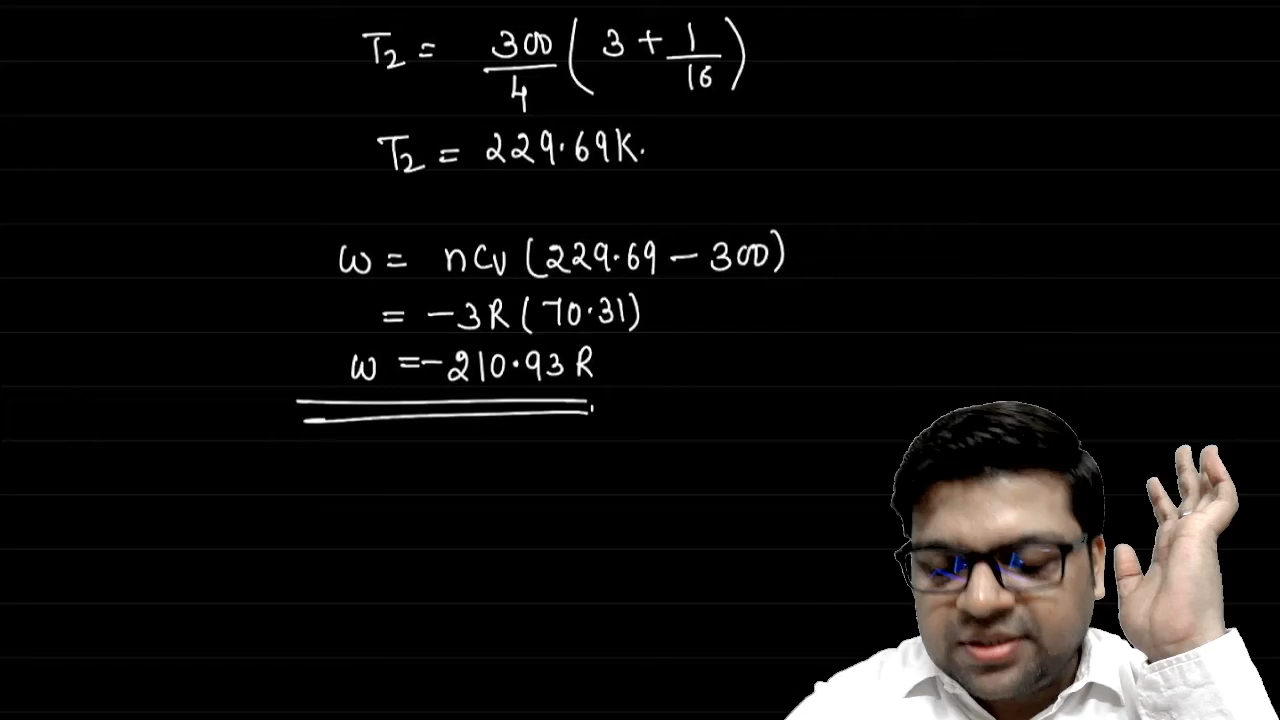 T₂ = 300/4 ( 3 + 1/16 )
T₂ = 229.69K.
ω = nCv (229.69 – 300)
= –3R ( 70.31)
ω = –210.93 R